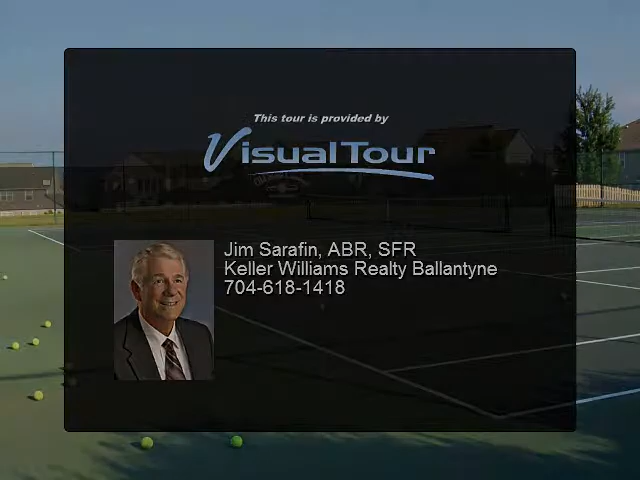 This tour is provided by
VisualTour
Jim Sarafin, ABR, SFR
Keller Williams Realty Ballantyne
704-618-1418